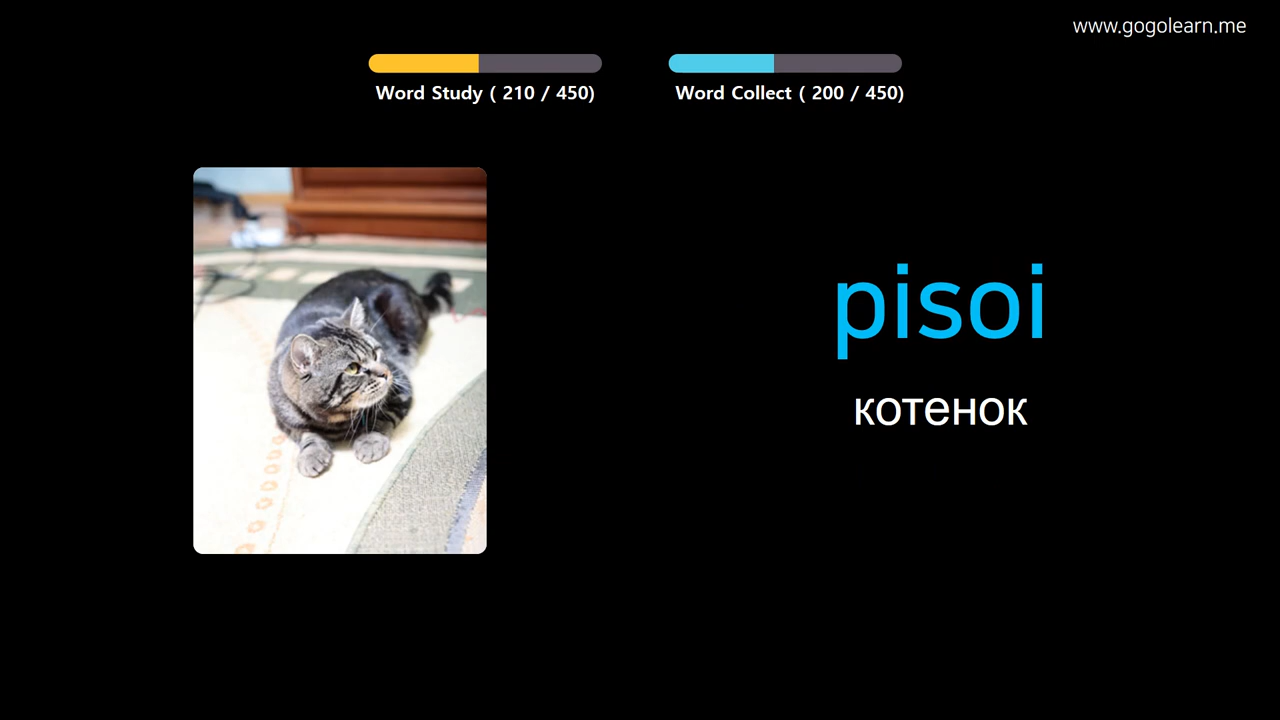 www.gogolearn.me
Word Study ( 210 / 450)
Word Collect ( 200 / 450)
pisoi
котенок